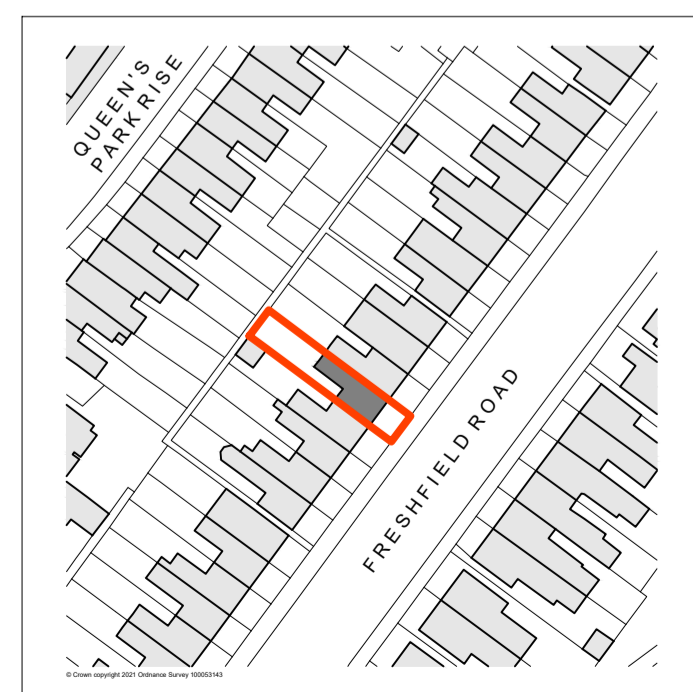 QUEEN'S
PARK RISE
FRESHFIELD ROAD
© Crown copyright 2021 Ordnance Survey 100053143